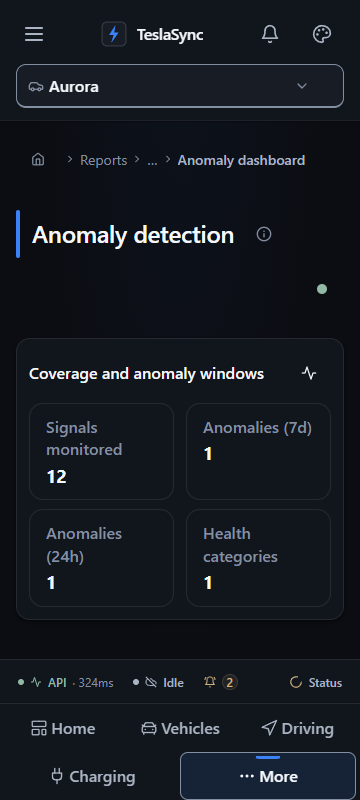 TeslaSync
Aurora
Reports
...
Anomaly dashboard
Anomaly detection
Coverage and anomaly windows
Signals
monitored
12
Anomalies (7d)
1
Anomalies
(24h)
1
Health
categories
1
API · 324ms
Idle
2
Status
Home
Vehicles
Driving
Charging
More